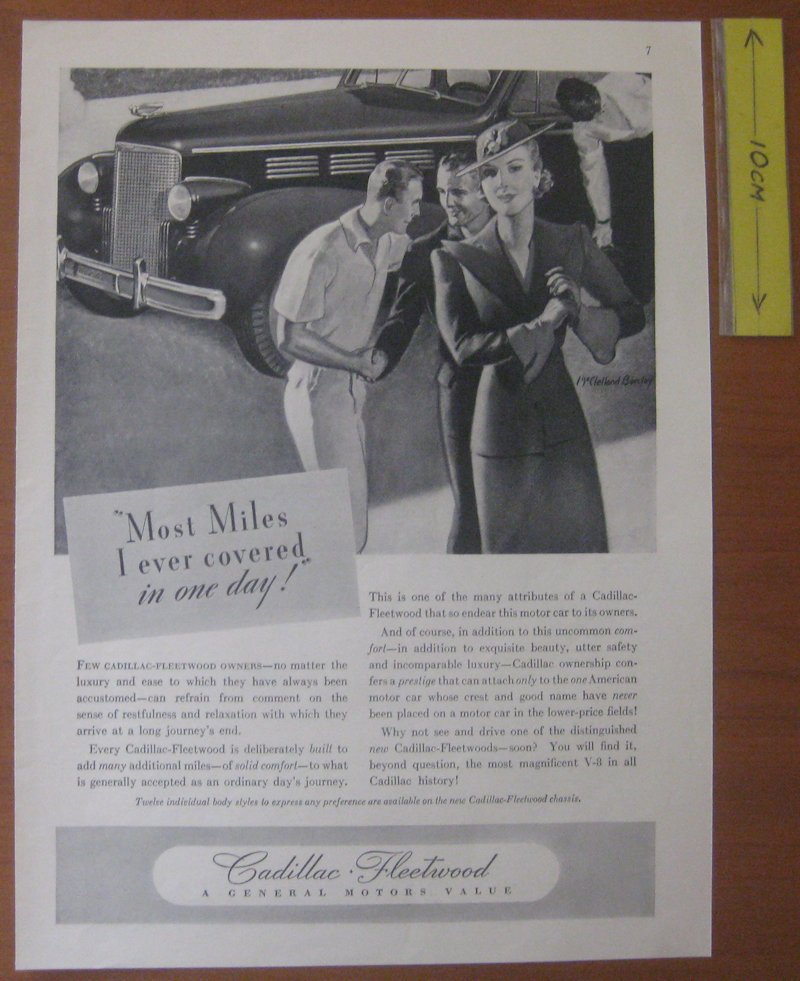 7
10CM
McClelland Barclay
"Most Miles
I ever covered
in one day!"
FEW CADILLAC-FLEETWOOD OWNERS—no matter the
luxury and ease to which they have always been
accustomed—can refrain from comment on the
sense of restfulness and relaxation with which they
arrive at a long journey's end.
Every Cadillac-Fleetwood is deliberately built to
add many additional miles—of solid comfort—to what
is generally accepted as an ordinary day's journey.
This is one of the many attributes of a Cadillac-
Fleetwood that so endear this motor car to its owners.
And of course, in addition to this uncommon com-
fort—in addition to exquisite beauty, utter safety
and incomparable luxury—Cadillac ownership con-
fers a prestige that can attach only to the one American
motor car whose crest and good name have never
been placed on a motor car in the lower-price fields!
Why not see and drive one of the distinguished
new Cadillac-Fleetwoods—soon? You will find it,
beyond question, the most magnificent V-8 in all
Cadillac history!
Twelve individual body styles to express any preference are available on the new Cadillac-Fleetwood chassis.
Cadillac · Fleetwood
A GENERAL MOTORS VALUE